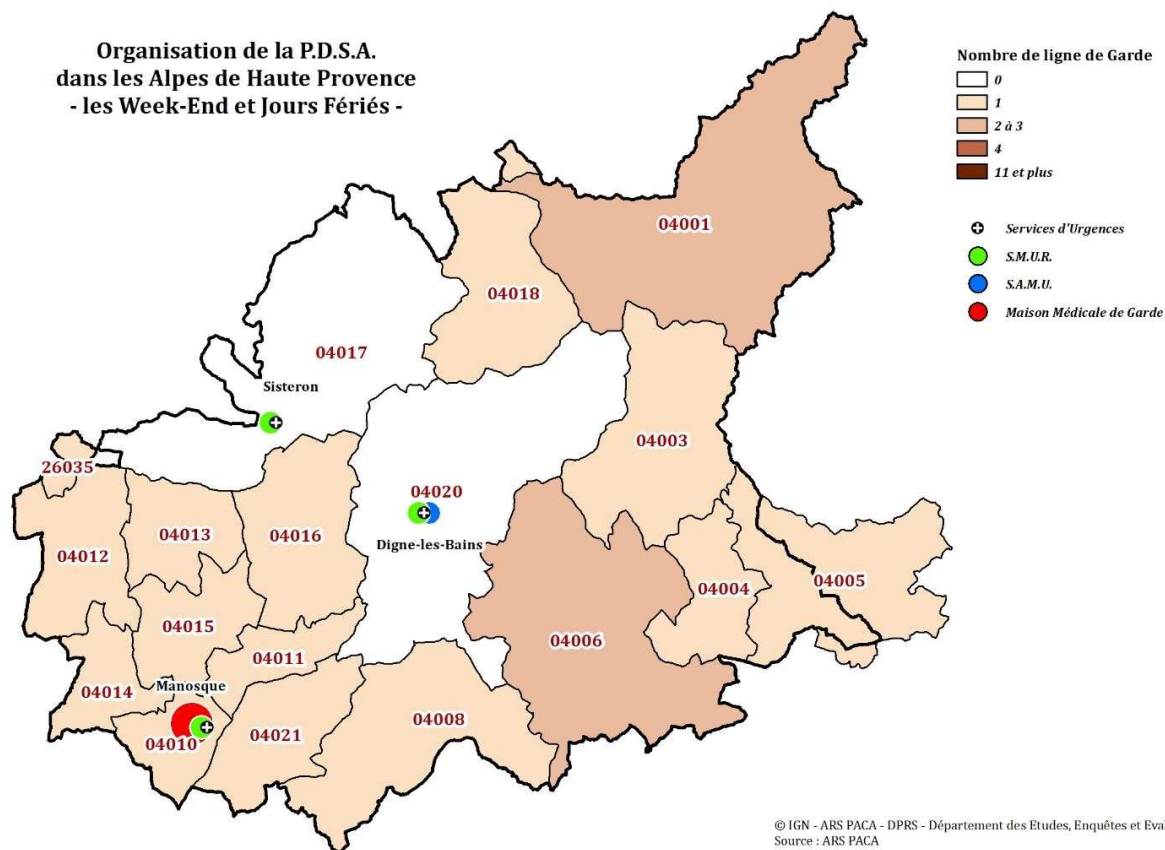 Organisation de la P.D.S.A.
dans les Alpes de Haute Provence
- les Week-End et Jours Fériés -
Nombre de ligne de Garde
0
1
2 à 3
4
11 et plus
Services d'Urgences
S.M.U.R.
S.A.M.U.
Maison Médicale de Garde
04001
04018
04017
Sisteron
04003
26035
04020
04013
04016
Digne-les-Bains
04012
04005
04004
04015
04006
04011
Manosque
04014
04008
04021
04010
© IGN - ARS PACA - DPRS - Département des Etudes, Enquêtes et Eval
Source : ARS PACA